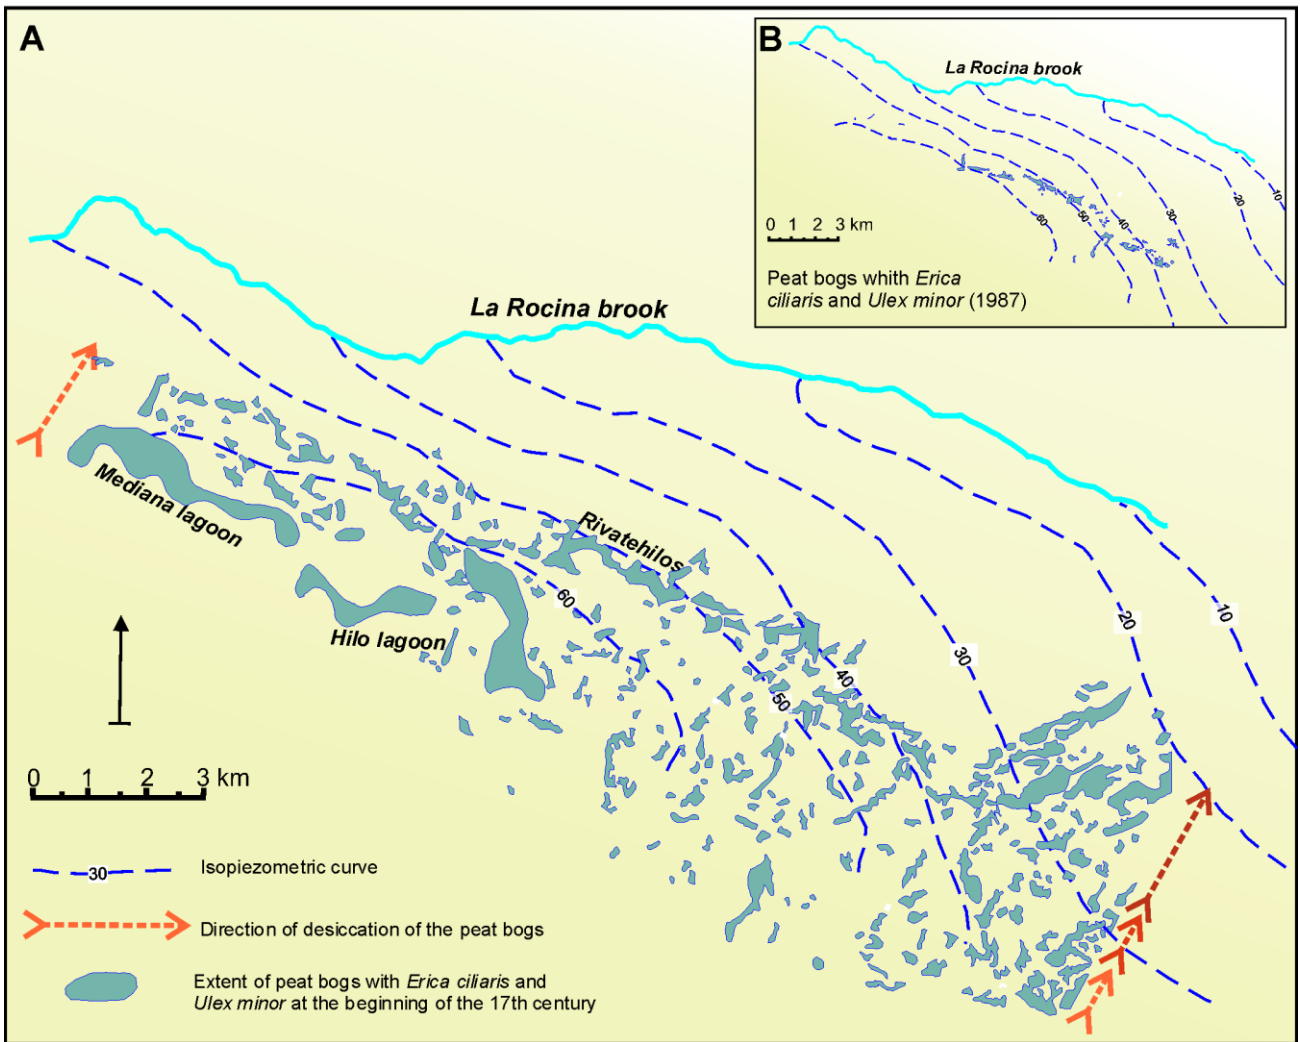 A
B
La Rocina brook
60
50
40
30
20
10
0 1 2 3 km
Peat bogs whith Erica
ciliaris and Ulex minor (1987)
La Rocina brook
Mediana lagoon
Rivatehilos
Hilo lagoon
60
50
40
30
20
10
0 1 2 3 km
30
Isopiezometric curve
Direction of desiccation of the peat bogs
Extent of peat bogs with Erica ciliaris and
Ulex minor at the beginning of the 17th century